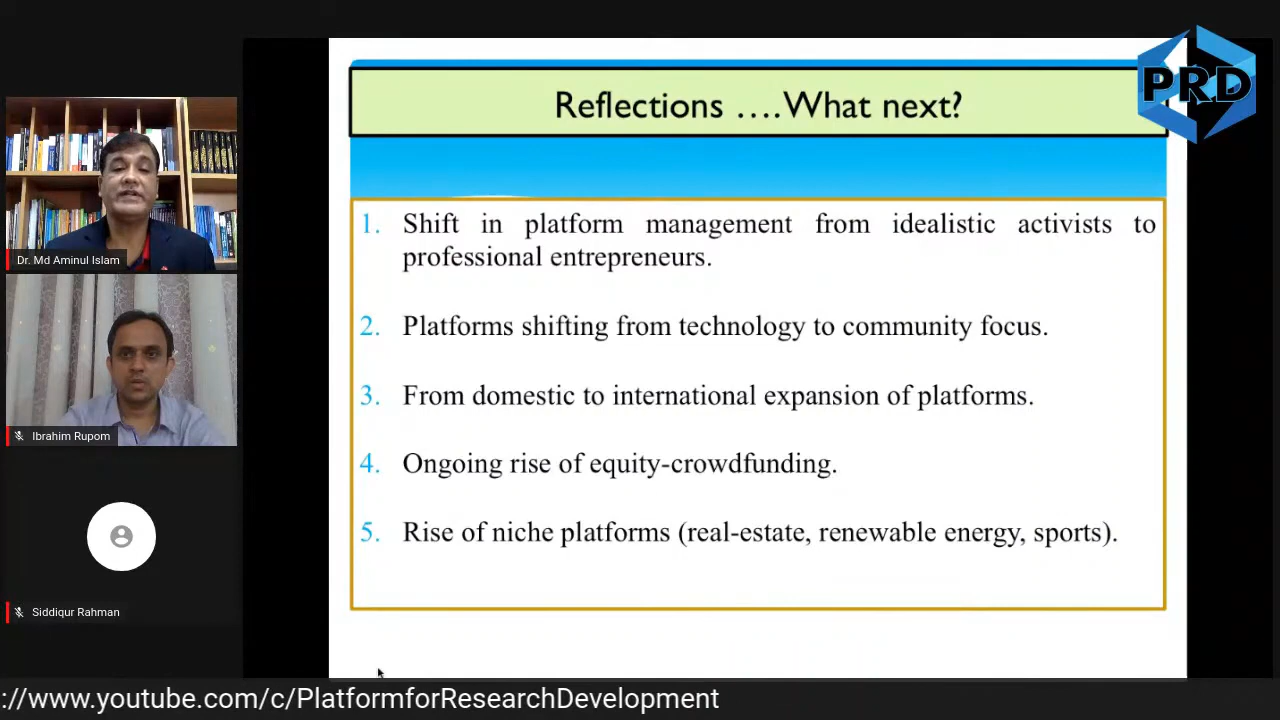 PRD
Reflections ….What next?
1. Shift in platform management from idealistic activists to
professional entrepreneurs.
2. Platforms shifting from technology to community focus.
3. From domestic to international expansion of platforms.
4. Ongoing rise of equity-crowdfunding.
5. Rise of niche platforms (real-estate, renewable energy, sports).
Dr. Md Aminul Islam
Ibrahim Rupom
Siddiqur Rahman
://www.youtube.com/c/PlatformforResearchDevelopment